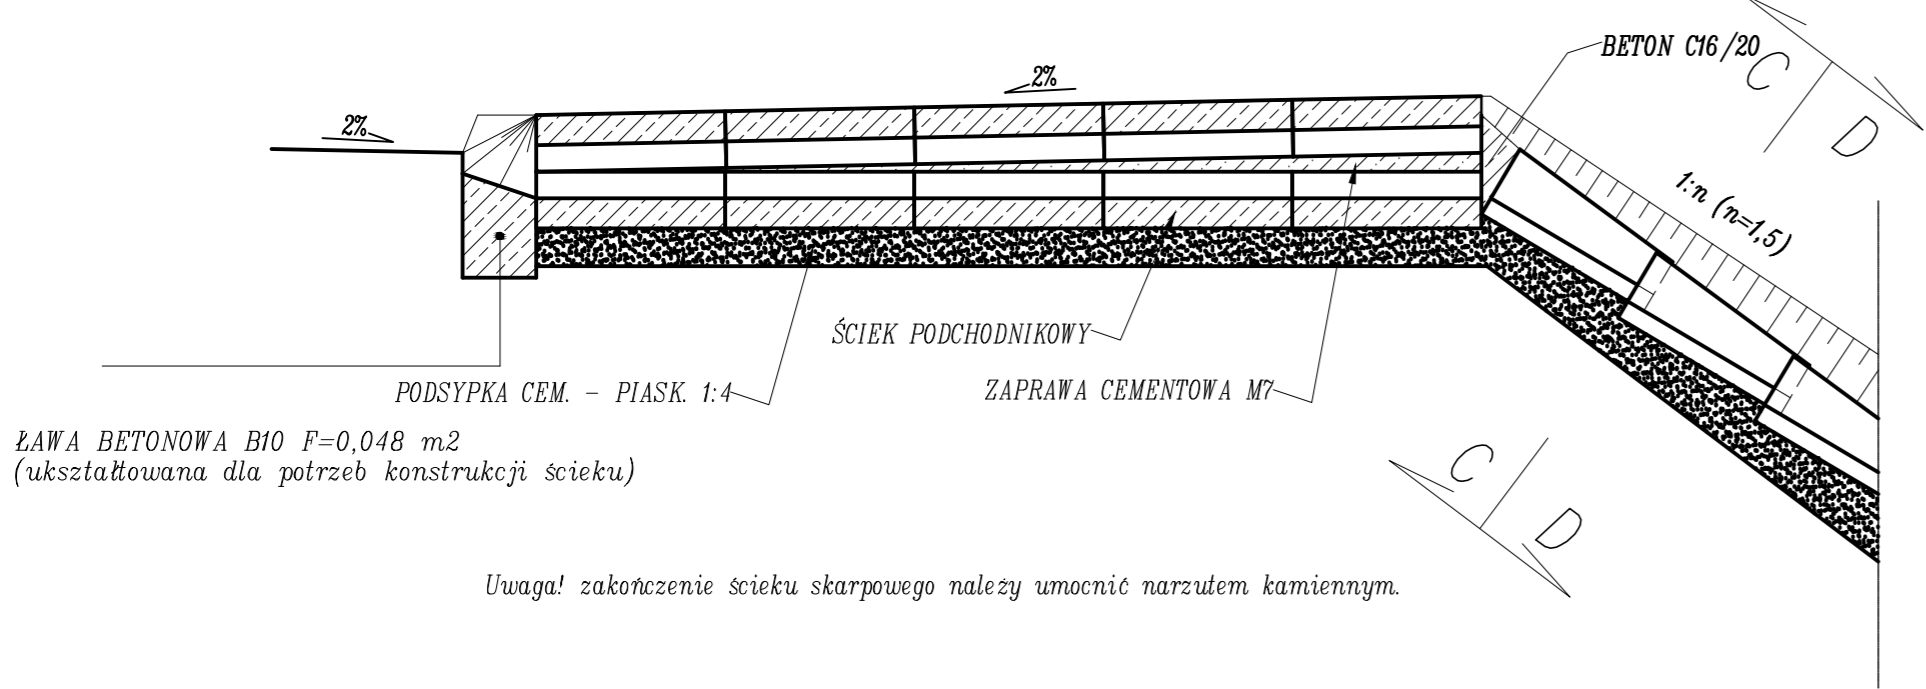 BETON C16/20
C
D
2%
2%
1:n (n=1,5)
ŚCIEK PODCHODNIKOWY
PODSYPKA CEM. - PIASK. 1:4
ZAPRAWA CEMENTOWA M7
ŁAWA BETONOWA B10 F=0,048 m2
(ukształtowana dla potrzeb konstrukcji ścieku)
C
D
Uwaga! zakończenie ścieku skarpowego należy umocnić narzutem kamiennym.